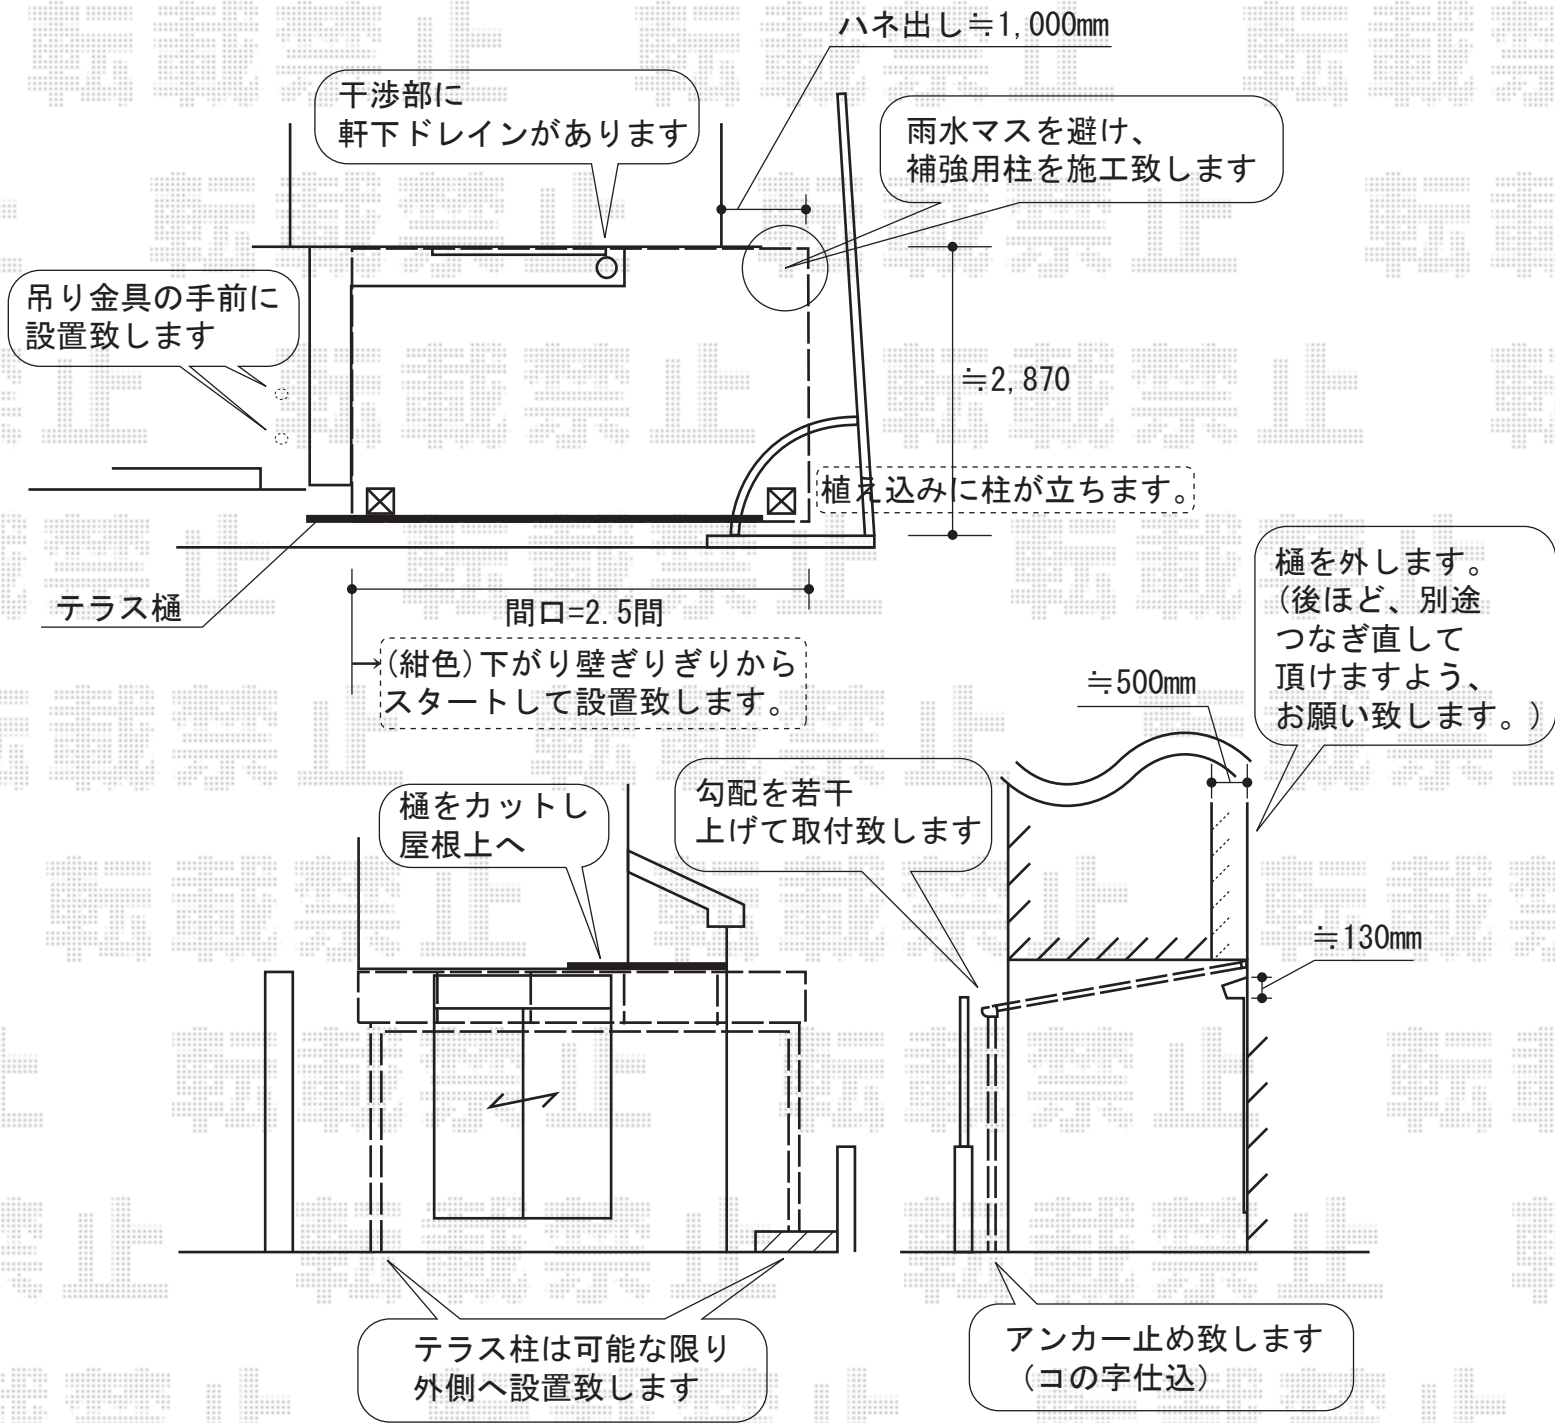 ハネ出し≒1,000mm
干渉部に
軒下ドレインがあります
雨水マスを避け、
補強用柱を施工致します
吊り金具の手前に
設置致します
≒2,870
植え込みに柱が立ちます。
テラス樋
間口=2.5間
→(紺色)下がり壁ぎりぎりから
スタートして設置致します。
樋を外します。
(後ほど、別途
つなぎ直して
頂けますよう、
お願い致します。)
≒500mm
樋をカットし
屋根上へ
勾配を若干
上げて取付致します
≒130mm
テラス柱は可能な限り
外側へ設置致します
アンカー止め致します
(コの字仕込)
転載禁止